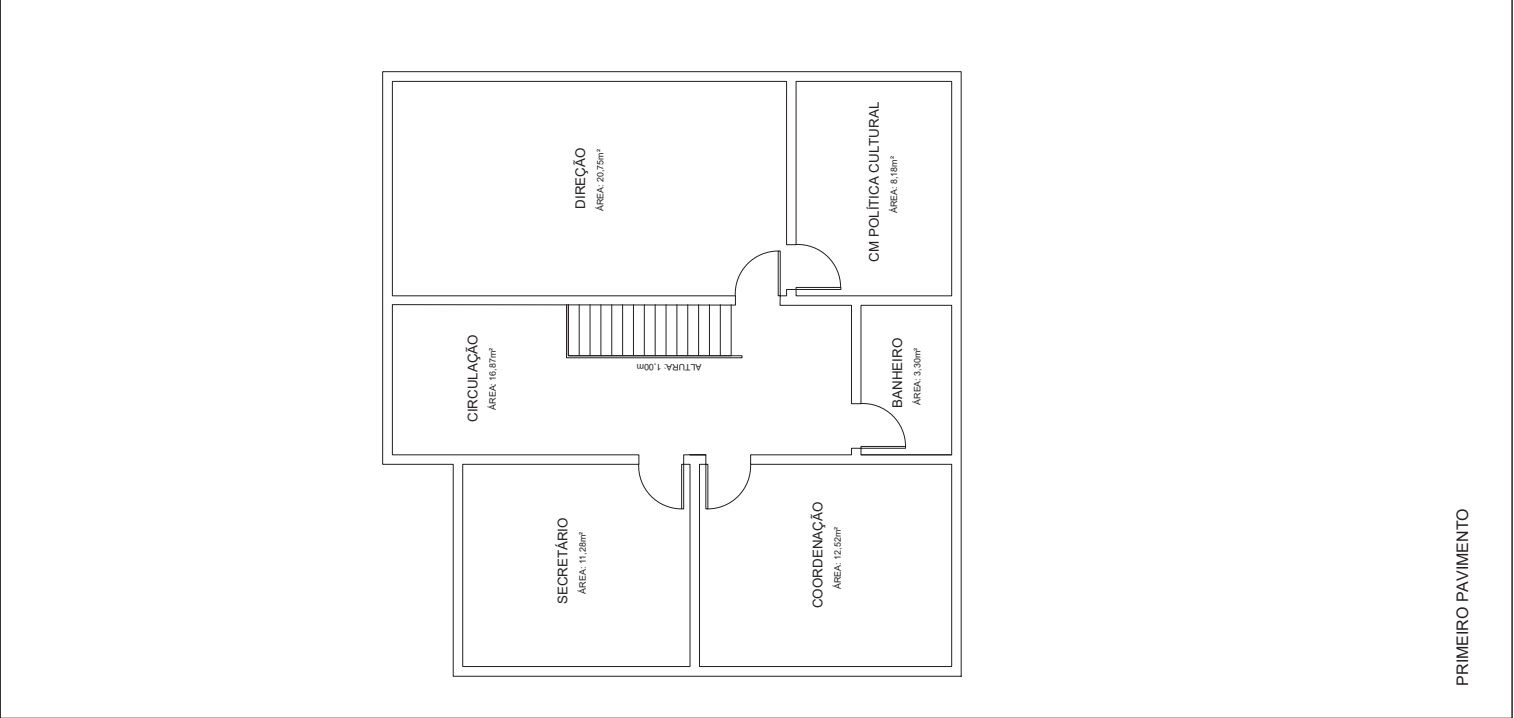 DIREÇÃO
ÁREA: 20,75m²
CM POLÍTICA CULTURAL
ÁREA: 8,18m²
CIRCULAÇÃO
ÁREA: 16,87m²
ALTURA: 1,00m
BANHEIRO
ÁREA: 3,30m²
SECRETÁRIO
ÁREA: 11,28m²
COORDENAÇÃO
ÁREA: 12,52m²
PRIMEIRO PAVIMENTO